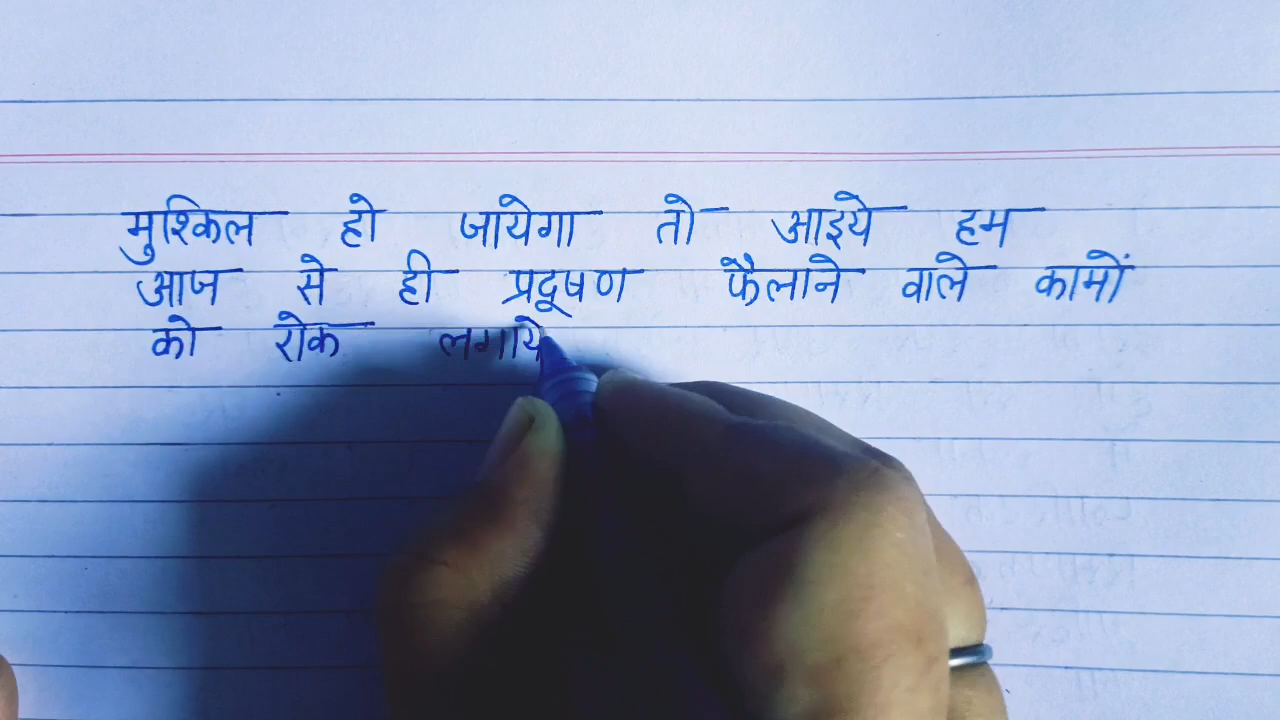 मुश्किल हो जायेगा तो आइये हम
आज से ही प्रदूषण फैलाने वाले कामों
को रोक लगाये